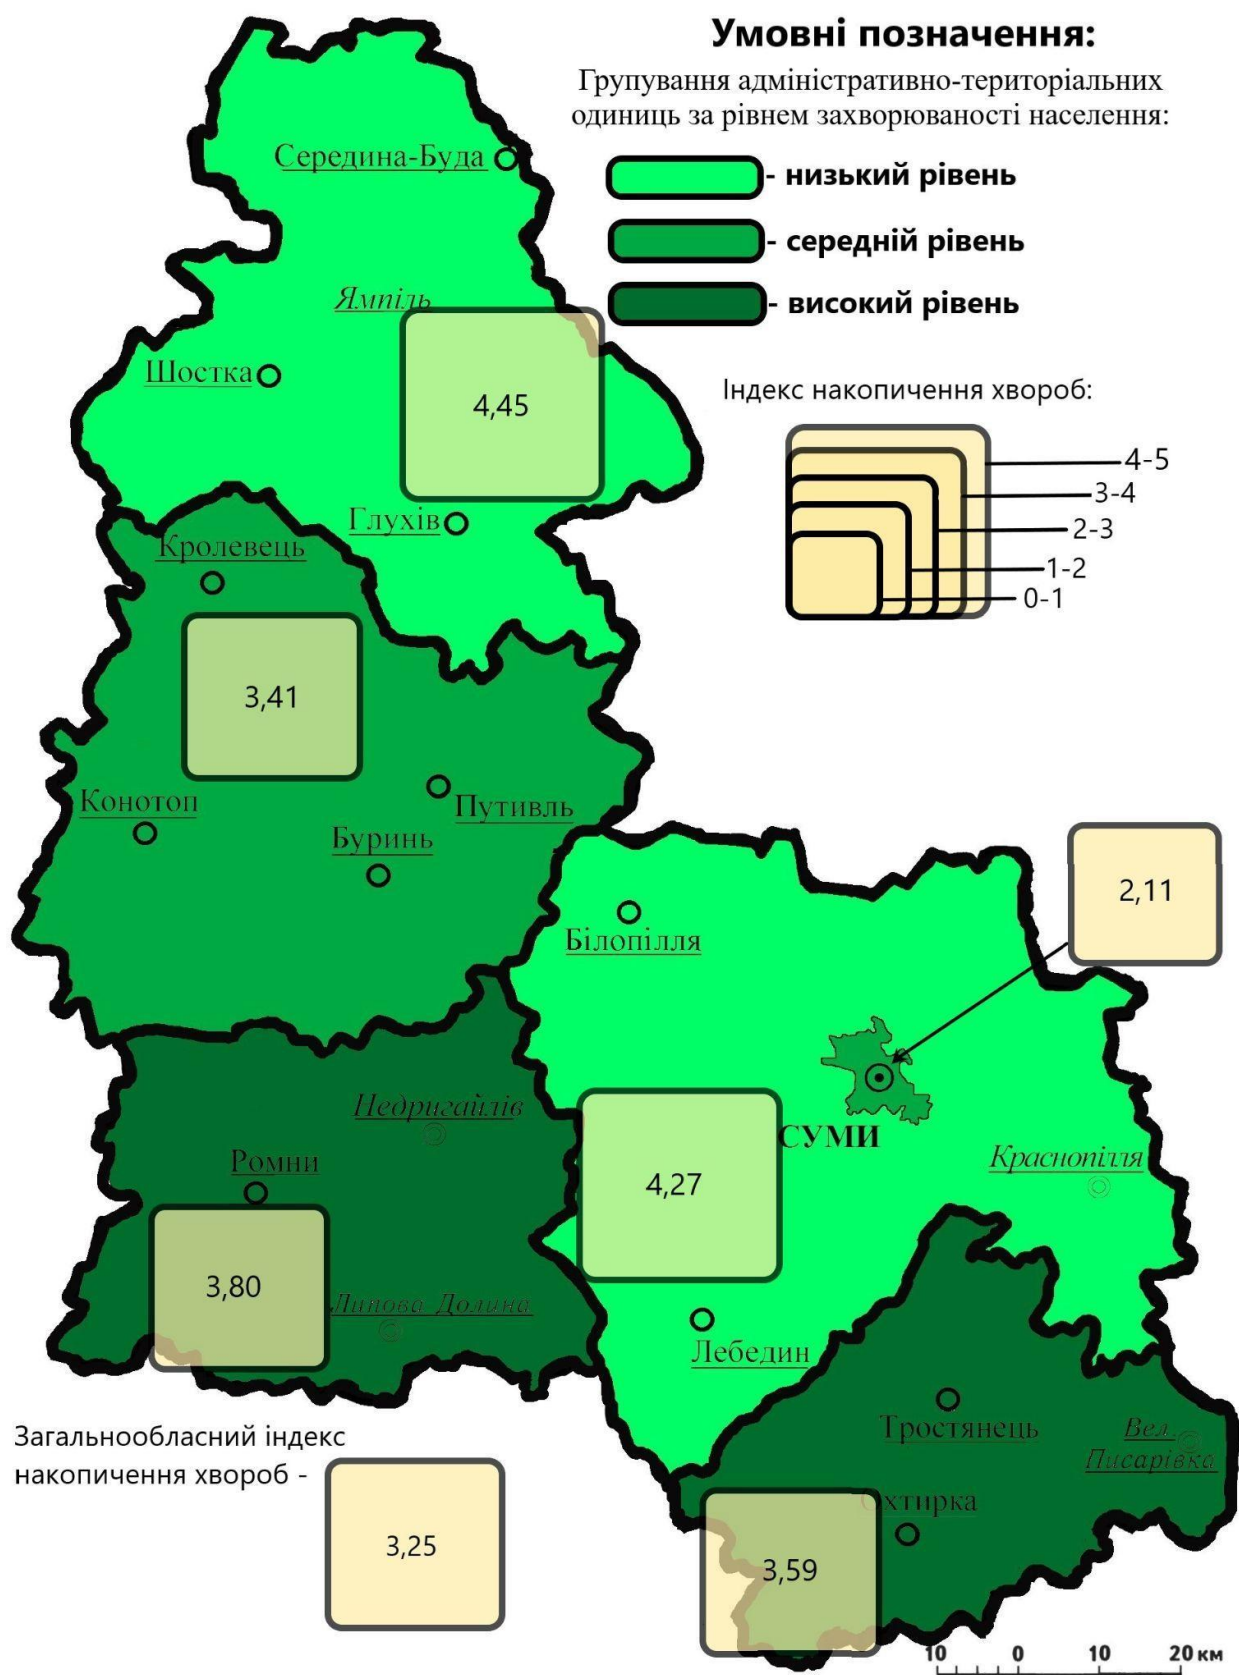 Умовні позначення:
Групування адміністративно-територіальних
одиниць за рівнем захворюваності населення:
- низький рівень
- середній рівень
- високий рівень
Індекс накопичення хвороб:
4-5
3-4
2-3
1-2
0-1
Середина-Буда
Ямпіль
Шостка
4,45
Глухів
Кролевець
3,41
Конотоп
Путивль
Буринь
2,11
Білопілля
Недригайлів
СУМИ
Ромни
Краснопілля
4,27
3,80
Липова Долина
Лебедин
Тростянець
Вел.
Писарівка
Охтирка
3,59
Загальнообласний індекс
накопичення хвороб -
3,25
10 0 10 20 км